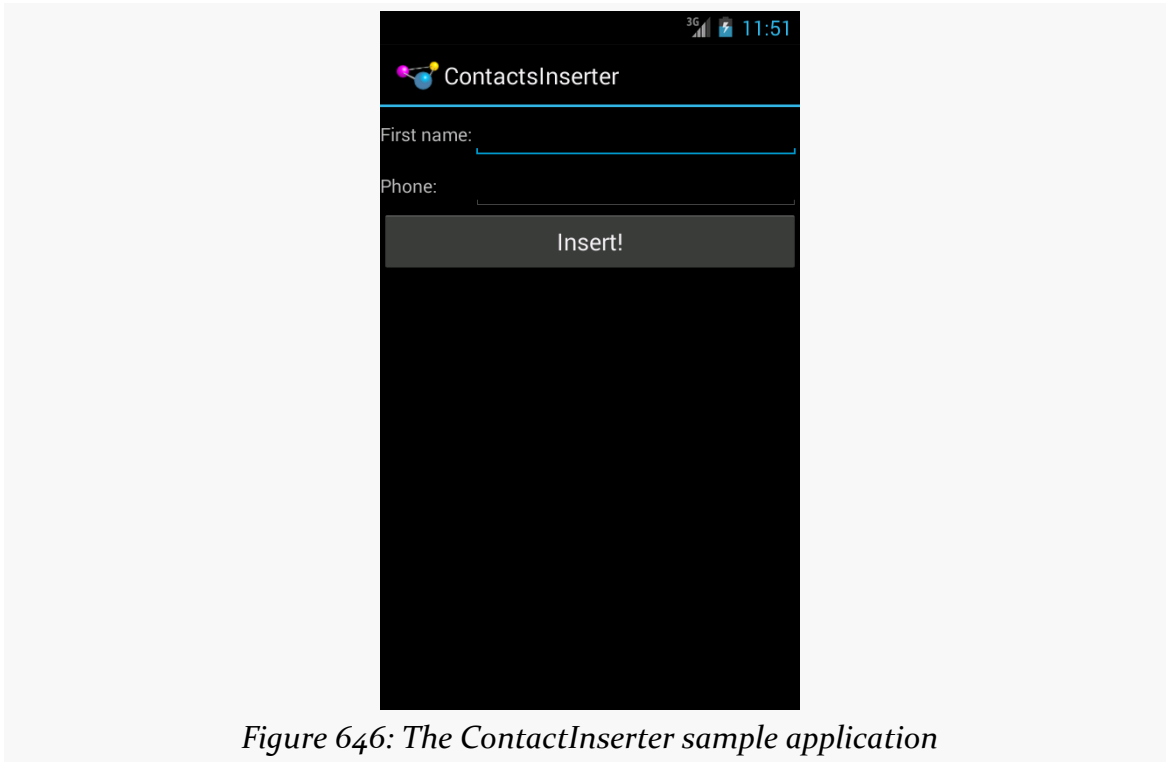 3G 11:51
ContactsInserter
First name:
Phone:
Insert!
Figure 646: The ContactInserter sample application